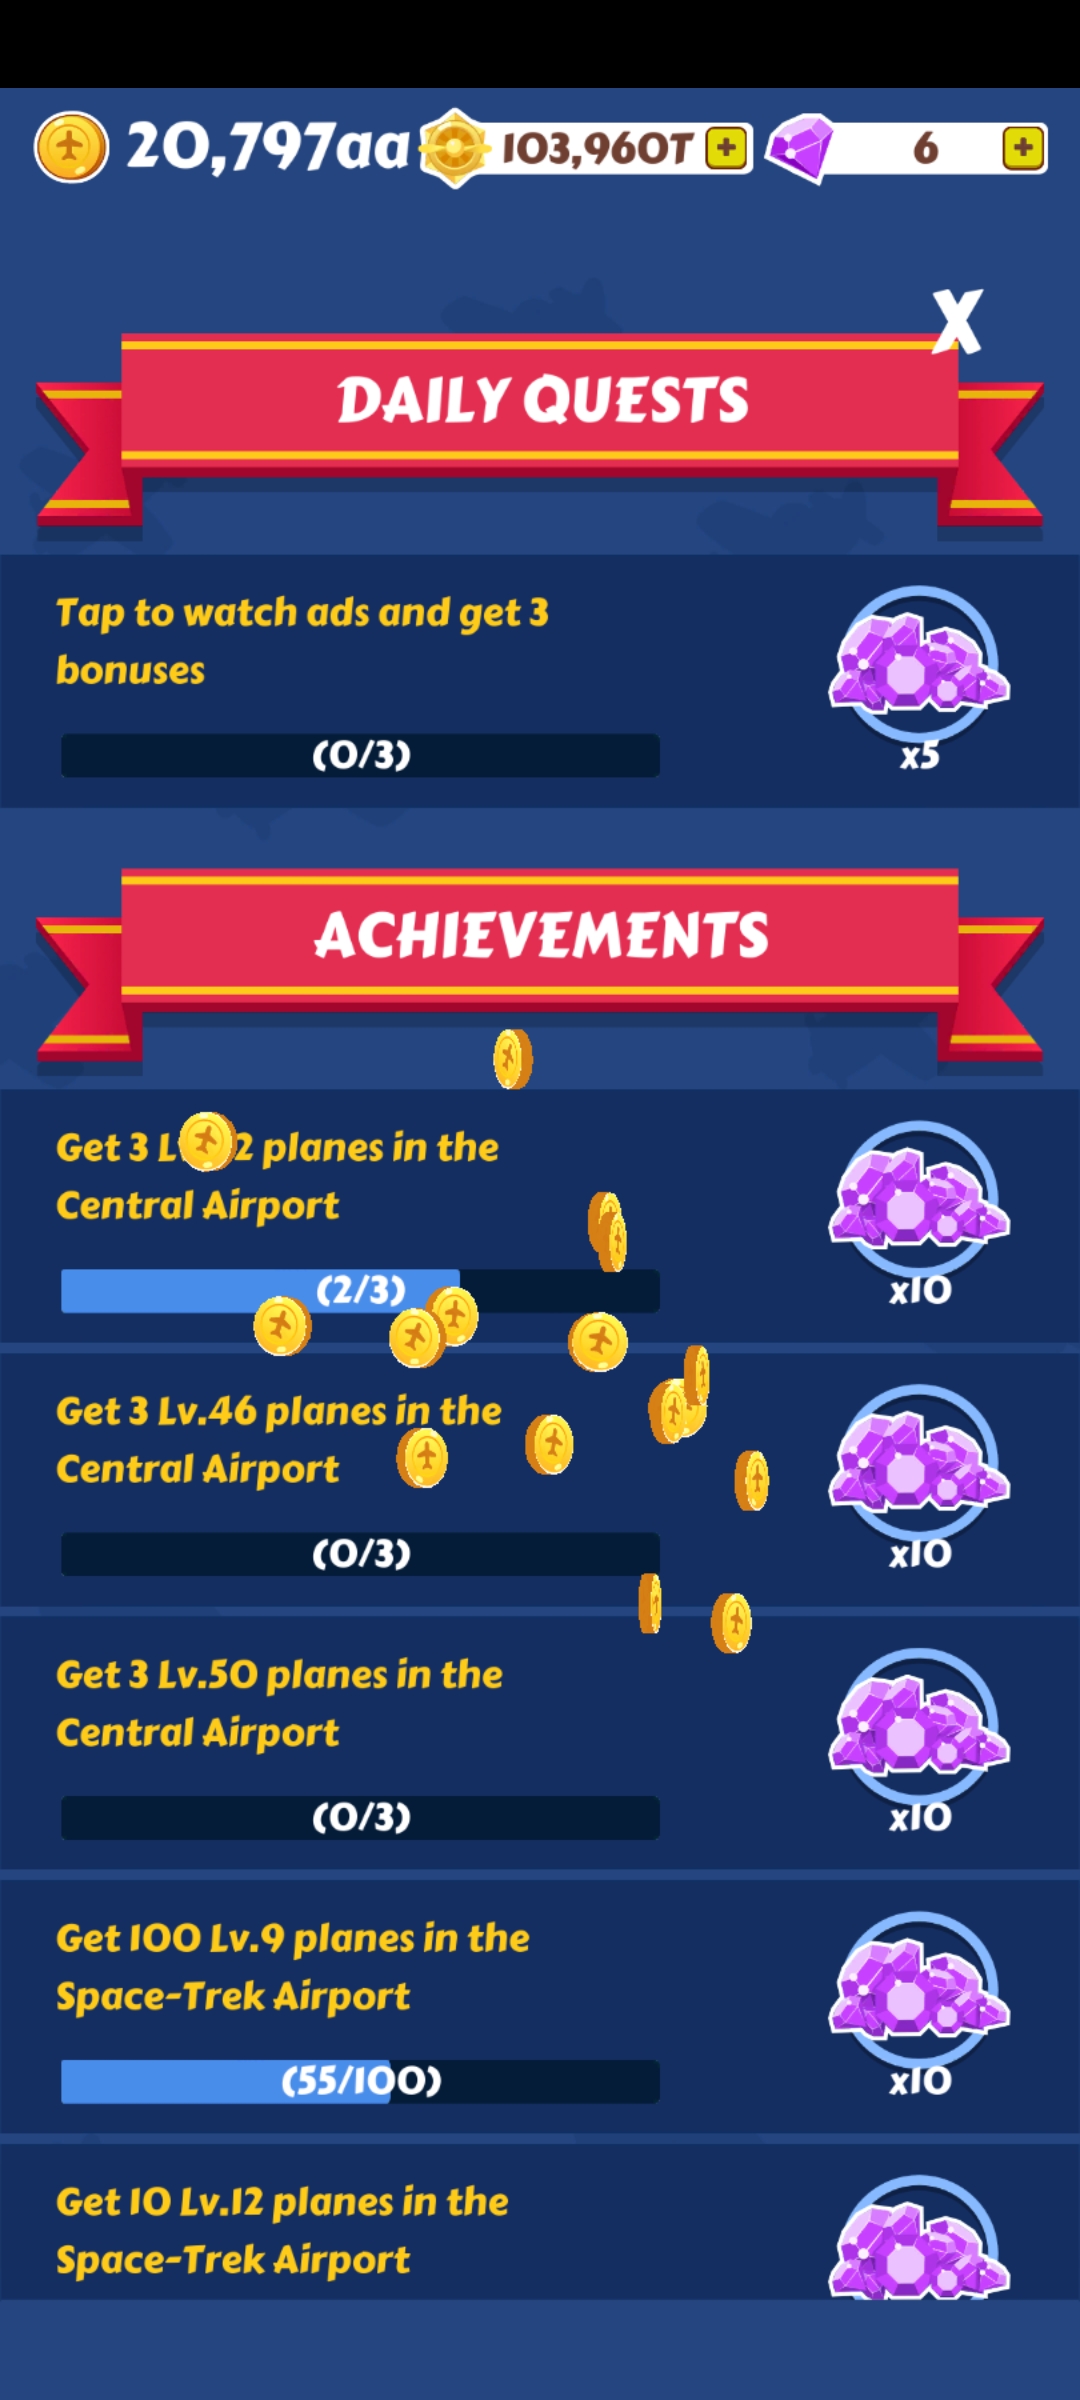 20,797aa 103,960T + 6 +
X
DAILY QUESTS
Tap to watch ads and get 3
bonuses
(0/3)
x5
ACHIEVEMENTS
Get 3 planes in the
Central Airport
(2/3)
x10
Get 3 Lv.46 planes in the
Central Airport
(0/3)
x10
Get 3 Lv.50 planes in the
Central Airport
(0/3)
x10
Get 100 Lv.9 planes in the
Space-Trek Airport
(55/100)
x10
Get 10 Lv.12 planes in the
Space-Trek Airport